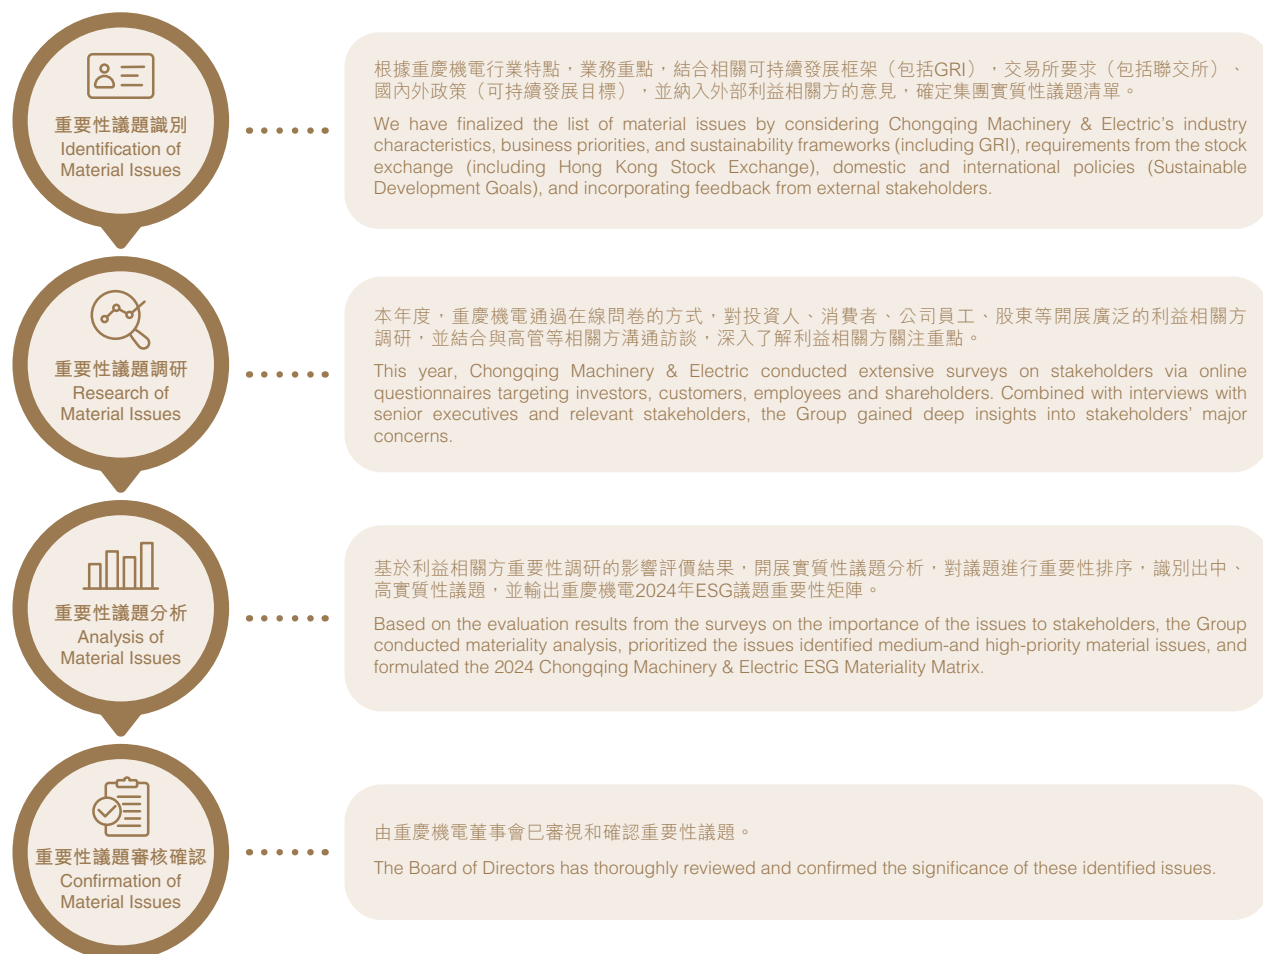 重要性議題識別
Identification of
Material Issues
根據重慶機電行業特點，業務重點，結合相關可持續發展框架（包括GRI），交易所要求（包括聯交所）、
國內外政策（可持續發展目標），並納入外部利益相關方的意見，確定集團實質性議題清單。
We have finalized the list of material issues by considering Chongqing Machinery & Electric's industry
characteristics, business priorities, and sustainability frameworks (including GRI), requirements from the stock
exchange (including Hong Kong Stock Exchange), domestic and international policies (Sustainable
Development Goals), and incorporating feedback from external stakeholders.
重要性議題調研
Research of
Material Issues
本年度，重慶機電通過在線問卷的方式，對投資人、消費者、公司員工、股東等開展廣泛的利益相關方
調研，並結合與高管等相關方溝通訪談，深入了解利益相關方關注重點。
This year, Chongqing Machinery & Electric conducted extensive surveys on stakeholders via online
questionnaires targeting investors, customers, employees and shareholders. Combined with interviews with
senior executives and relevant stakeholders, the Group gained deep insights into stakeholders' major
concerns.
重要性議題分析
Analysis of
Material Issues
基於利益相關方重要性調研的影響評價結果，開展實質性議題分析，對議題進行重要性排序，識別出中、
高實質性議題，並輸出重慶機電2024年ESG議題重要性矩陣。
Based on the evaluation results from the surveys on the importance of the issues to stakeholders, the Group
conducted materiality analysis, prioritized the issues identified medium-and high-priority material issues, and
formulated the 2024 Chongqing Machinery & Electric ESG Materiality Matrix.
重要性議題審核確認
Confirmation of
Material Issues
由重慶機電董事會巳審視和確認重要性議題。
The Board of Directors has thoroughly reviewed and confirmed the significance of these identified issues.